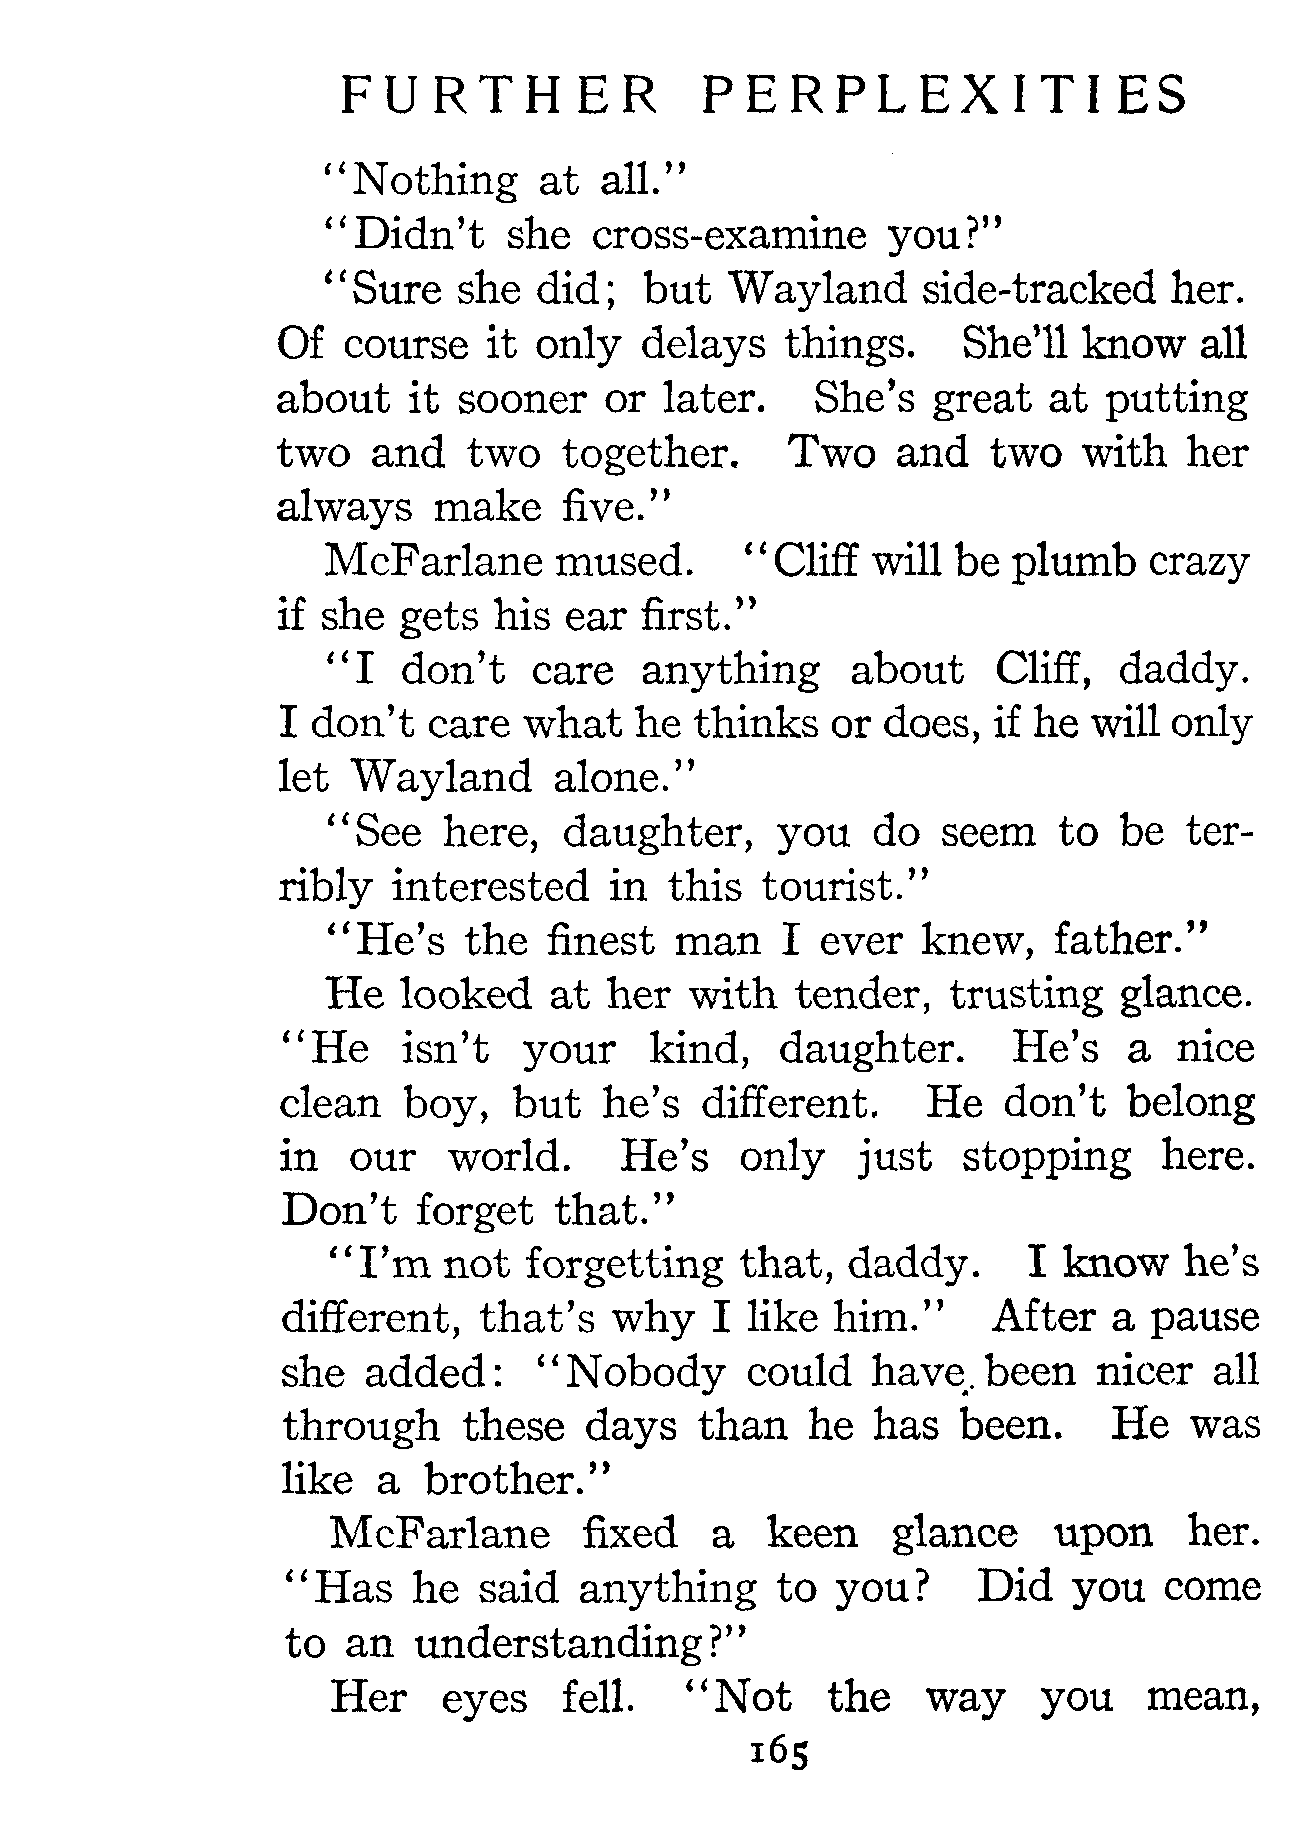 FURTHER PERPLEXITIES
"Nothing at all."
"Didn't she cross-examine you?"
"Sure she did; but Wayland side-tracked her.
Of course it only delays things. She'll know all
about it sooner or later. She's great at putting
two and two together. Two and two with her
always make five."
McFarlane mused. "Cliff will be plumb crazy
if she gets his ear first."
"I don't care anything about Cliff, daddy.
I don't care what he thinks or does, if he will only
let Wayland alone."
"See here, daughter, you do seem to be ter-
ribly interested in this tourist."
"He's the finest man I ever knew, father."
He looked at her with tender, trusting glance.
"He isn't your kind, daughter. He's a nice
clean boy, but he's different. He don't belong
in our world. He's only just stopping here.
Don't forget that."
"I'm not forgetting that, daddy. I know he's
different, that's why I like him." After a pause
she added: "Nobody could have been nicer all
through these days than he has been. He was
like a brother."
McFarlane fixed a keen glance upon her.
"Has he said anything to you? Did you come
to an understanding?"
Her eyes fell. "Not the way you mean,
165